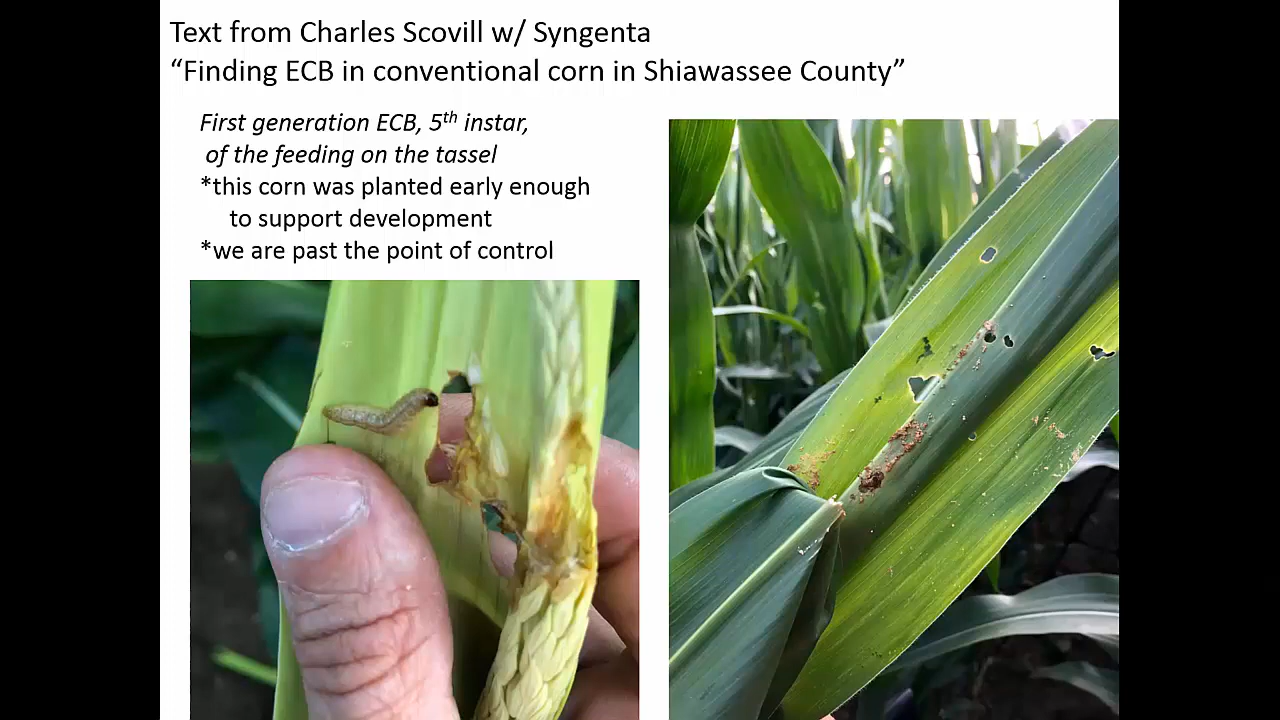 Text from Charles Scovill w/ Syngenta
“Finding ECB in conventional corn in Shiawassee County”
First generation ECB, 5th instar,
of the feeding on the tassel
*this corn was planted early enough
to support development
*we are past the point of control